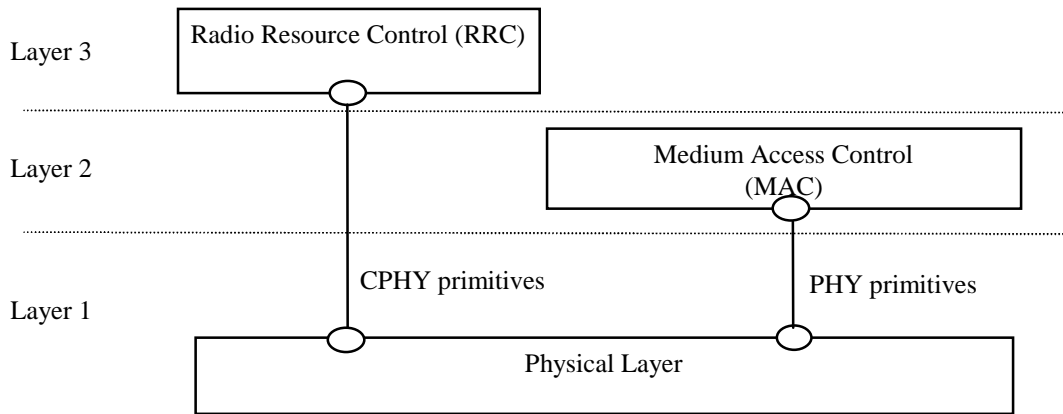 Radio Resource Control (RRC)
Layer 3
Medium Access Control
(MAC)
Layer 2
CPHY primitives
PHY primitives
Layer 1
Physical Layer